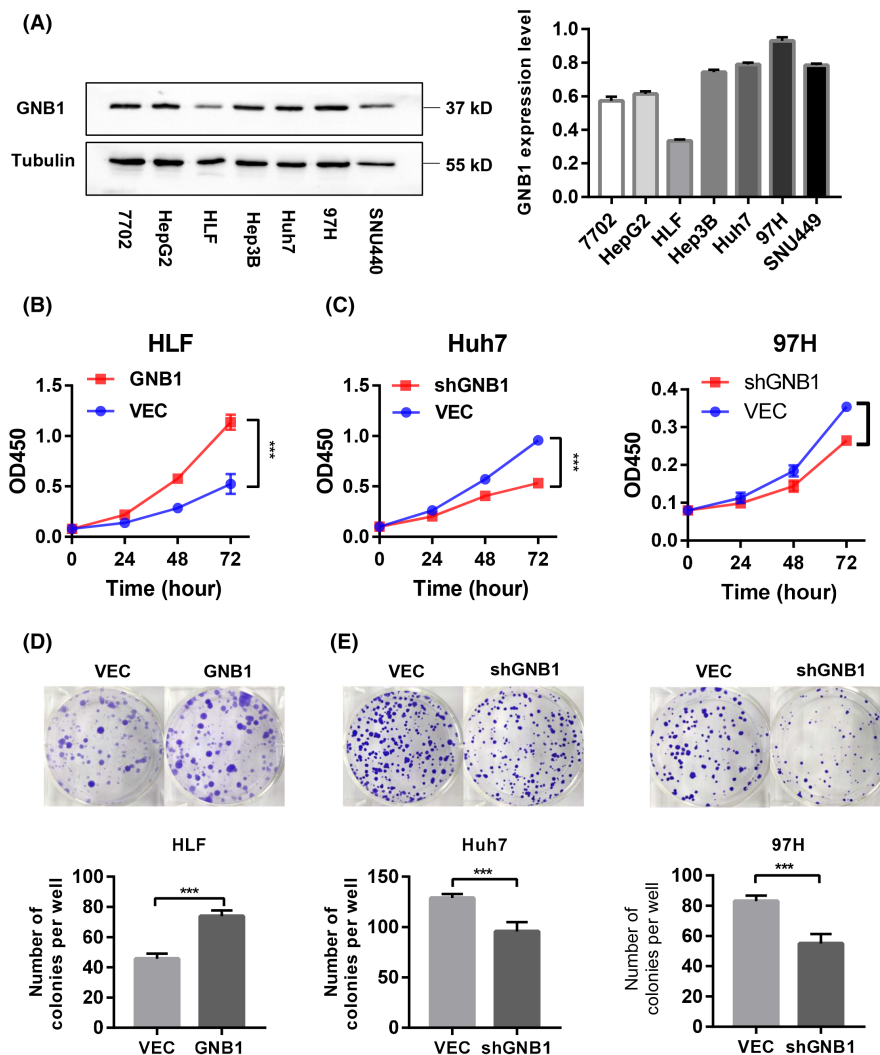 (A)
GNB1
37 kD
Tubulin
55 kD
7702
HepG2
HLF
Hep3B
Huh7
97H
SNU440
GNB1 expression level
1.0
0.8
0.6
0.4
0.2
0.0
7702
HepG2
HLF
Hep3B
Huh7
97H
SNU449
(B)
HLF
GNB1
VEC
OD450
1.5
1.0
0.5
0.0
***
0 24 48 72
Time (hour)
(C)
Huh7
shGNB1
VEC
OD450
1.5
1.0
0.5
0.0
***
0 24 48 72
Time (hour)
97H
shGNB1
VEC
OD450
0.4
0.3
0.2
0.1
0.0
0 24 48 72
Time (hour)
(D)
VEC GNB1
HLF
Number of
colonies per well
100
80
60
40
20
0
***
VEC GNB1
(E)
VEC shGNB1
Huh7
Number of
colonies per well
150
100
50
0
***
VEC shGNB1
VEC shGNB1
97H
Number of
colonies per well
100
80
60
40
20
0
***
VEC shGNB1